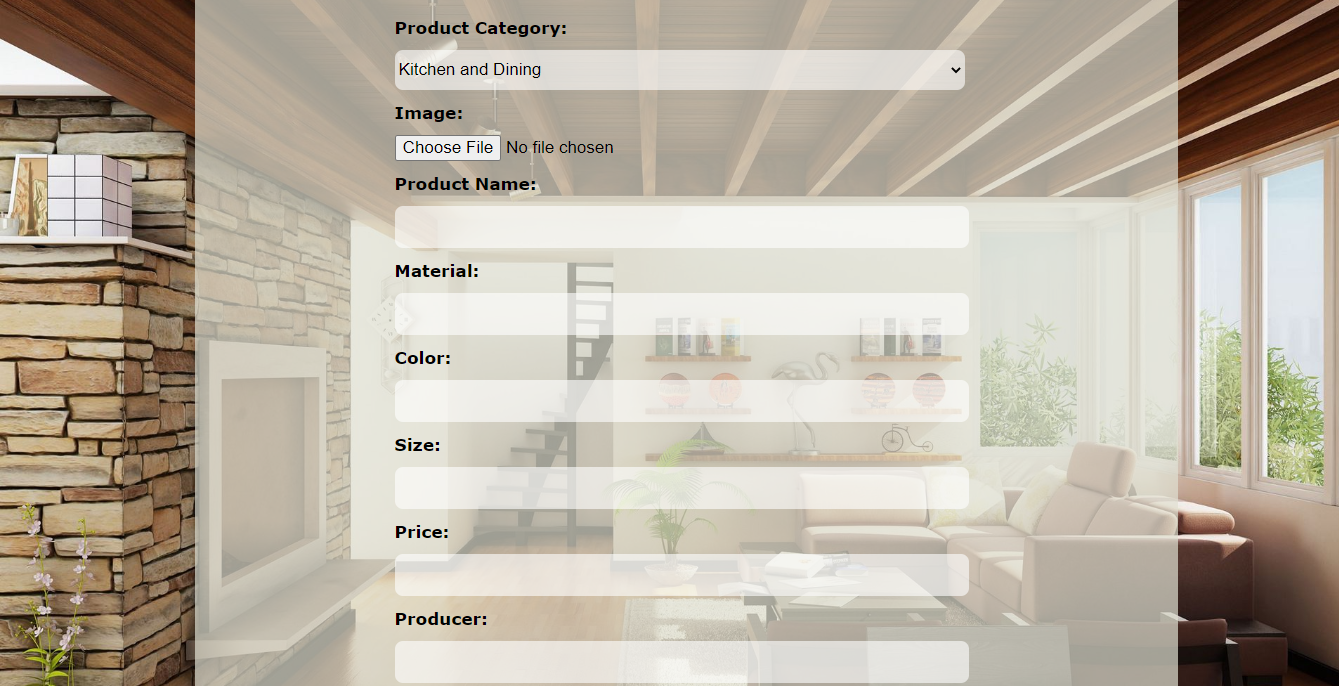 Product Category:
Kitchen and Dining
Image:
Choose File No file chosen
Product Name:
Material:
Color:
Size:
Price:
Producer: